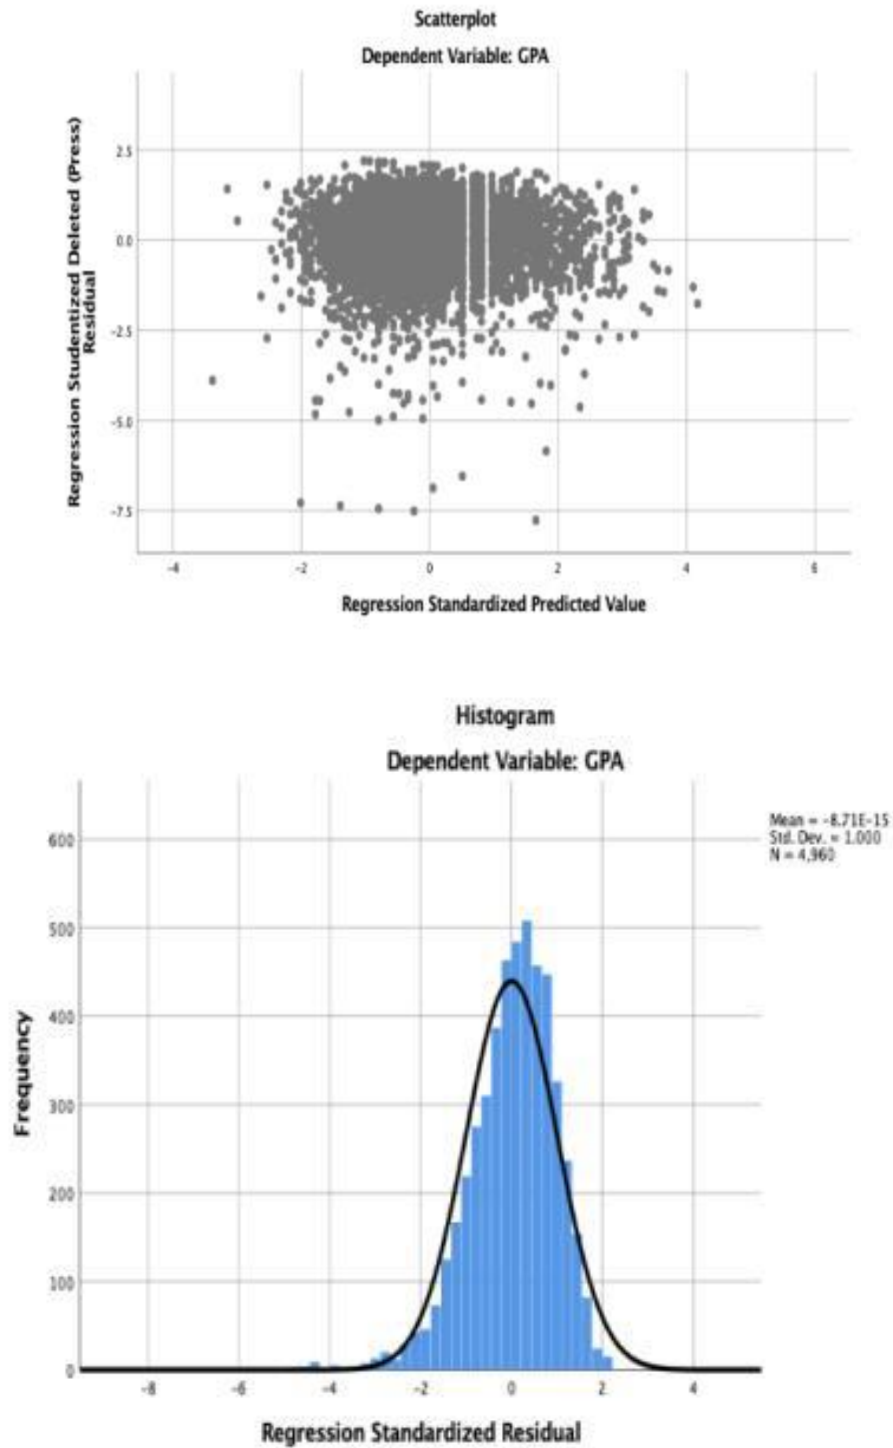 Scatterplot
Dependent Variable: GPA
Regression Studentized Deleted (Press)
Residual
2.5
0.0
-2.5
-5.0
-7.5
-4
-2
0
2
4
6
Regression Standardized Predicted Value
Histogram
Dependent Variable: GPA
Mean = -8.71E-15
Std. Dev. = 1.000
N = 4,960
Frequency
600
500
400
300
200
100
0
-8
-6
-4
-2
0
2
4
Regression Standardized Residual